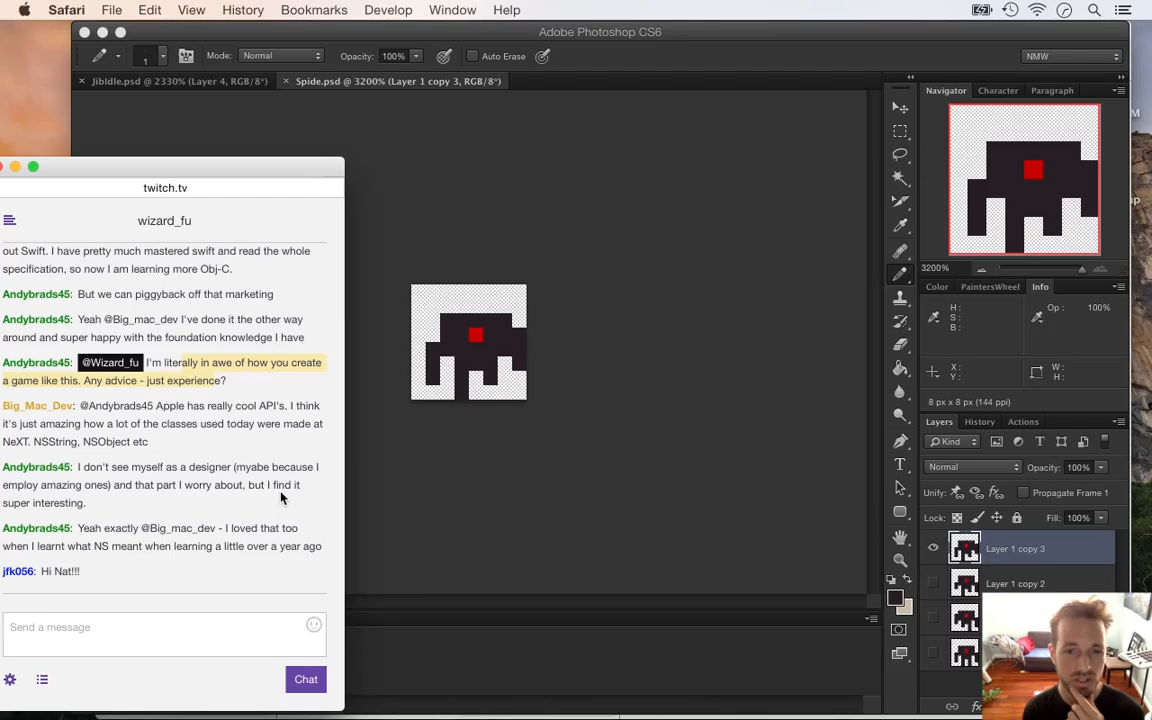 Safari File Edit View History Bookmarks Develop Window Help
Adobe Photoshop CS6
1 Mode: Normal Opacity: 100% Auto Erase NMW
× JibIdle.psd @ 2330% (Layer 4, RGB/8*) × Spide.psd @ 3200% (Layer 1 copy 3, RGB/8*)
Navigator Character Paragraph
twitch.tv
wizard_fu
out Swift. I have pretty much mastered swift and read the whole
specification, so now I am learning more Obj-C.
Andybrads45: But we can piggyback off that marketing
Andybrads45: Yeah @Big_mac_dev I've done it the other way
around and super happy with the foundation knowledge I have
Andybrads45: @Wizard_fu I'm literally in awe of how you create
a game like this. Any advice - just experience?
Big_Mac_Dev: @Andybrads45 Apple has really cool API's. I think
it's amazing how a lot of the classes used today were made at
NeXT. NSString, NSObject etc
Andybrads45: I don't see myself as a designer (myabe because I
employ amazing ones) and that part I worry about, but I find it
super interesting.
Andybrads45: Yeah exactly @Big_mac_dev - I loved that too
when I learnt what NS meant when learning a little over a year ago
jfk056: Hi Nat!!!
Send a message
Chat
3200%
Color PaintersWheel Info
H: Op: 100%
S:
B:
X: W:
Y: H:
8 px x 8 px (144 ppi)
Layers History Actions
Kind
Normal Opacity: 100%
Unify: Propagate Frame 1
Lock: Fill: 100%
Layer 1 copy 3
Layer 1 copy 2
fx